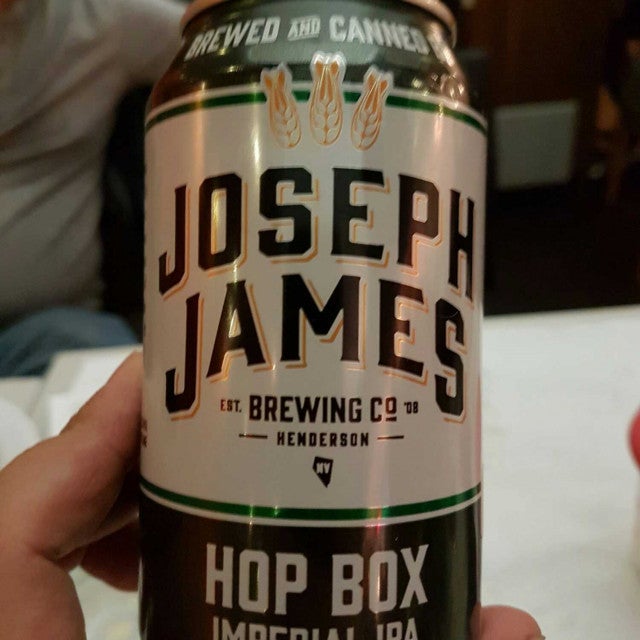 BREWED AND CANNED
JOSEPH
JAMES
EST. BREWING CO '08
HENDERSON
NV
HOP BOX
IMPERIAL IPA